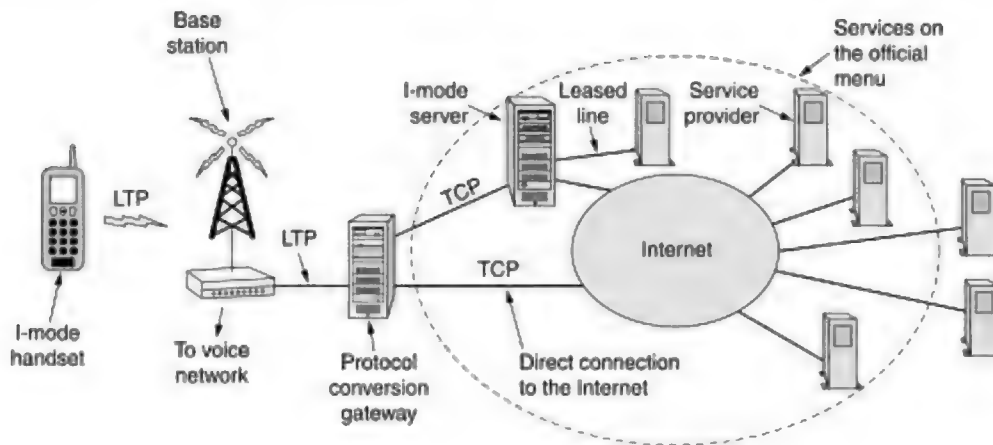 Base
station
Services on
the official
menu
I-mode
server
Leased
line
Service
provider
LTP
TCP
LTP
Internet
TCP
I-mode
handset
To voice
network
Protocol
conversion
gateway
Direct connection
to the Internet